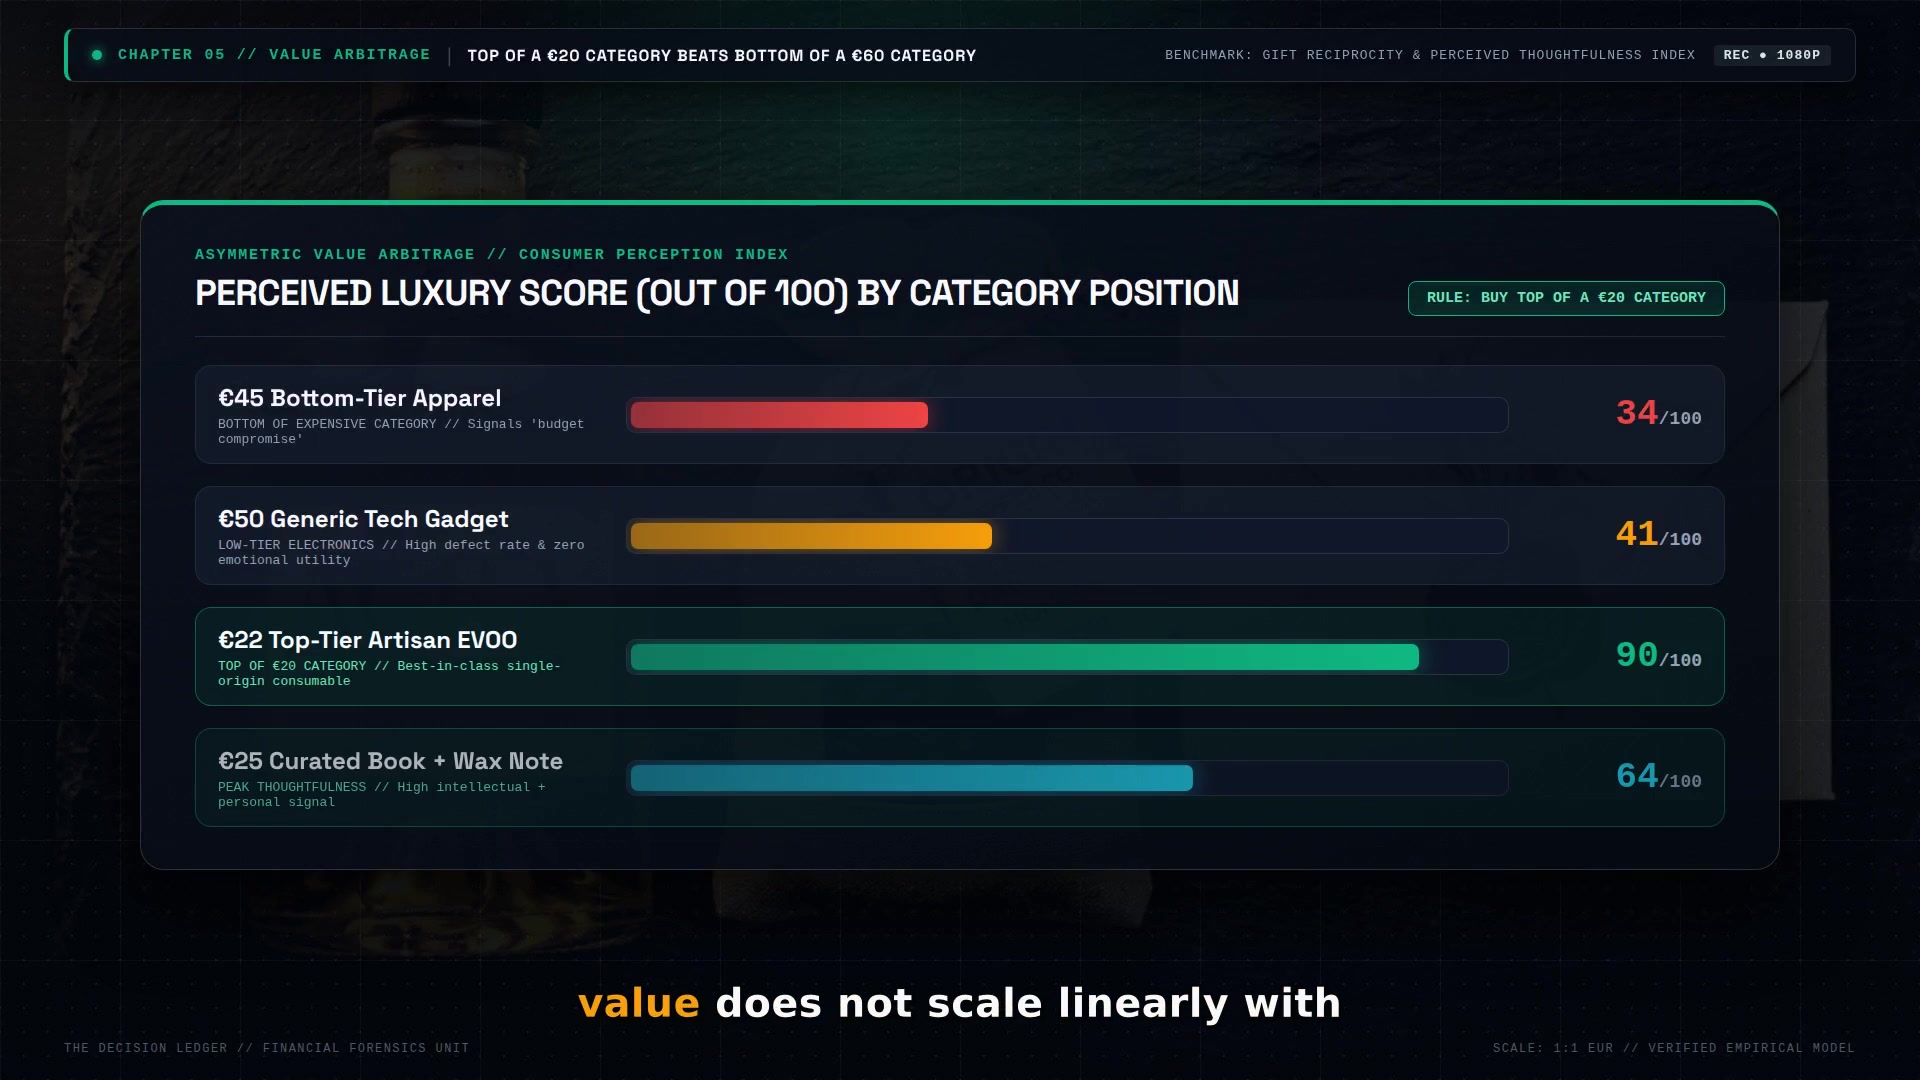 CHAPTER 05 // VALUE ARBITRAGE | TOP OF A €20 CATEGORY BEATS BOTTOM OF A €60 CATEGORY
BENCHMARK: GIFT RECIPROCITY & PERCEIVED THOUGHTFULNESS INDEX
REC ● 1080P
ASYMMETRIC VALUE ARBITRAGE // CONSUMER PERCEPTION INDEX
PERCEIVED LUXURY SCORE (OUT OF 100) BY CATEGORY POSITION
RULE: BUY TOP OF A €20 CATEGORY
€45 Bottom-Tier Apparel
BOTTOM OF EXPENSIVE CATEGORY // Signals 'budget
compromise'
34/100
€50 Generic Tech Gadget
LOW-TIER ELECTRONICS // High defect rate & zero
emotional utility
41/100
€22 Top-Tier Artisan EVOO
TOP OF €20 CATEGORY // Best-in-class single-
origin consumable
90/100
€25 Curated Book + Wax Note
PEAK THOUGHTFULNESS // High intellectual +
personal signal
64/100
value does not scale linearly with
THE DECISION LEDGER // FINANCIAL FORENSICS UNIT
SCALE: 1:1 EUR // VERIFIED EMPIRICAL MODEL